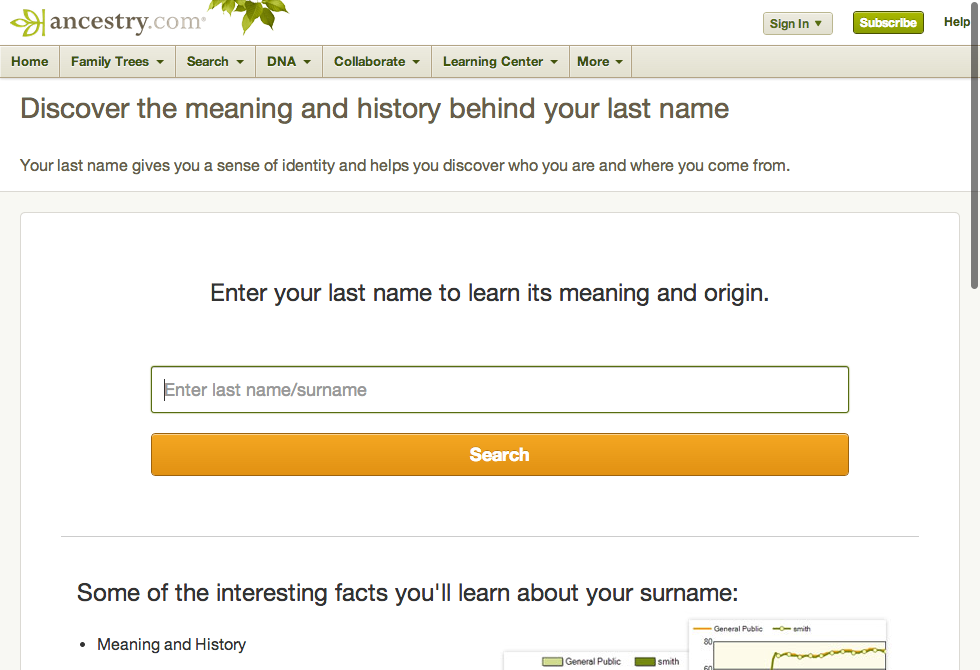 ancestry.com
Sign In ▼
Subscribe
Help
Home
Family Trees
Search
DNA
Collaborate
Learning Center
More
Discover the meaning and history behind your last name
Your last name gives you a sense of identity and helps you discover who you are and where you come from.
Enter your last name to learn its meaning and origin.
Enter last name/surname
Search
Some of the interesting facts you'll learn about your surname:
• Meaning and History
General Public smith
80
60
General Public smith